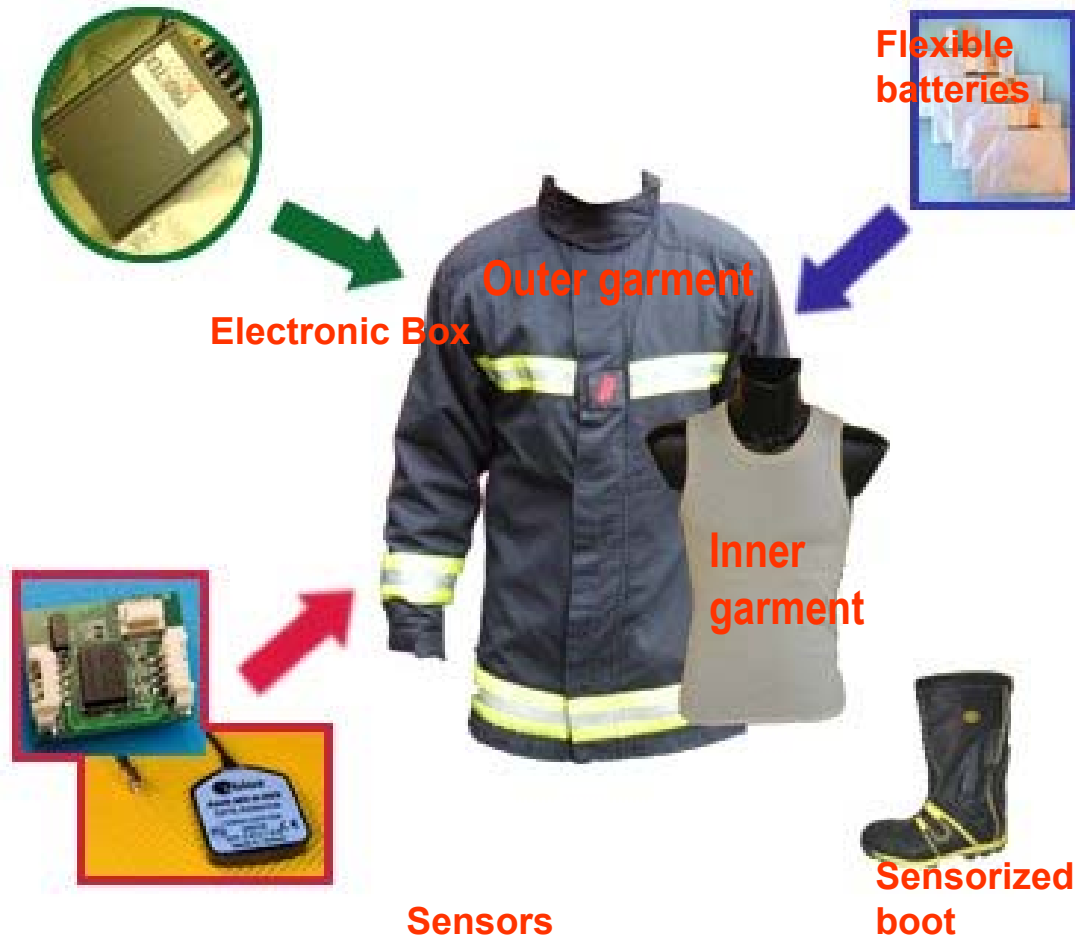 Flexible
batteries
Outer garment
Electronic Box
Inner
garment
Sensorized
boot
Sensors